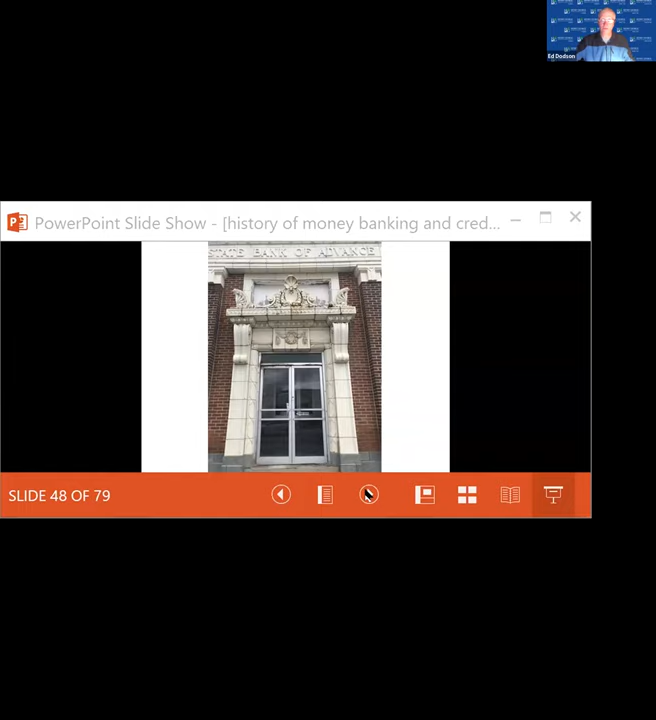 Ed Dodson
PowerPoint Slide Show - [history of money banking and cred...
STATE BANK OF ADVANCE
SLIDE 48 OF 79